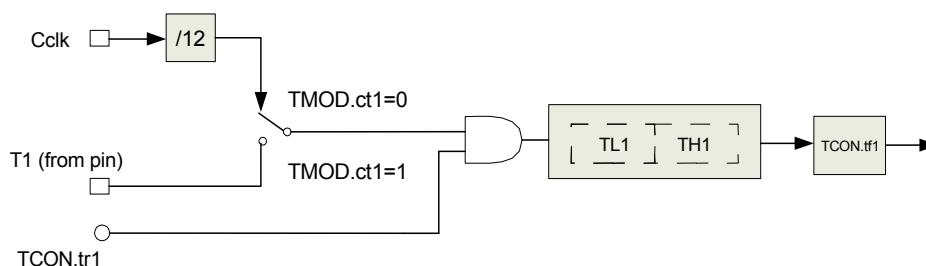 Cclk
/12
TMOD.ct1=0
T1 (from pin)
TMOD.ct1=1
TL1
TH1
TCON.tf1
TCON.tr1